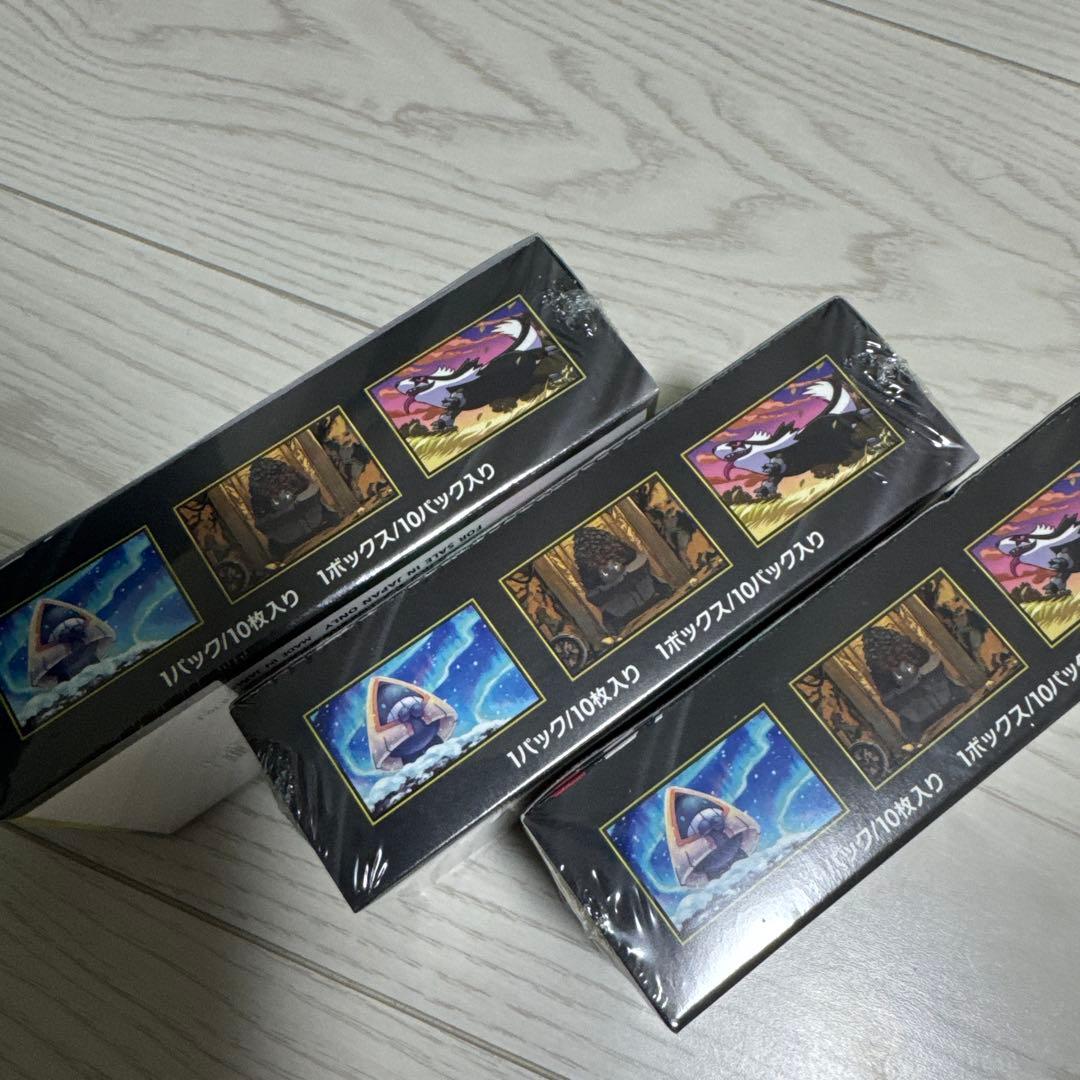 1パック/10枚入り 1ボックス/10パック入り
FOR SALE IN JAPAN ONLY MADE IN
1パック/10枚入り 1ボックス/10パック入り
パック/10枚入り 1ボックス/10パック